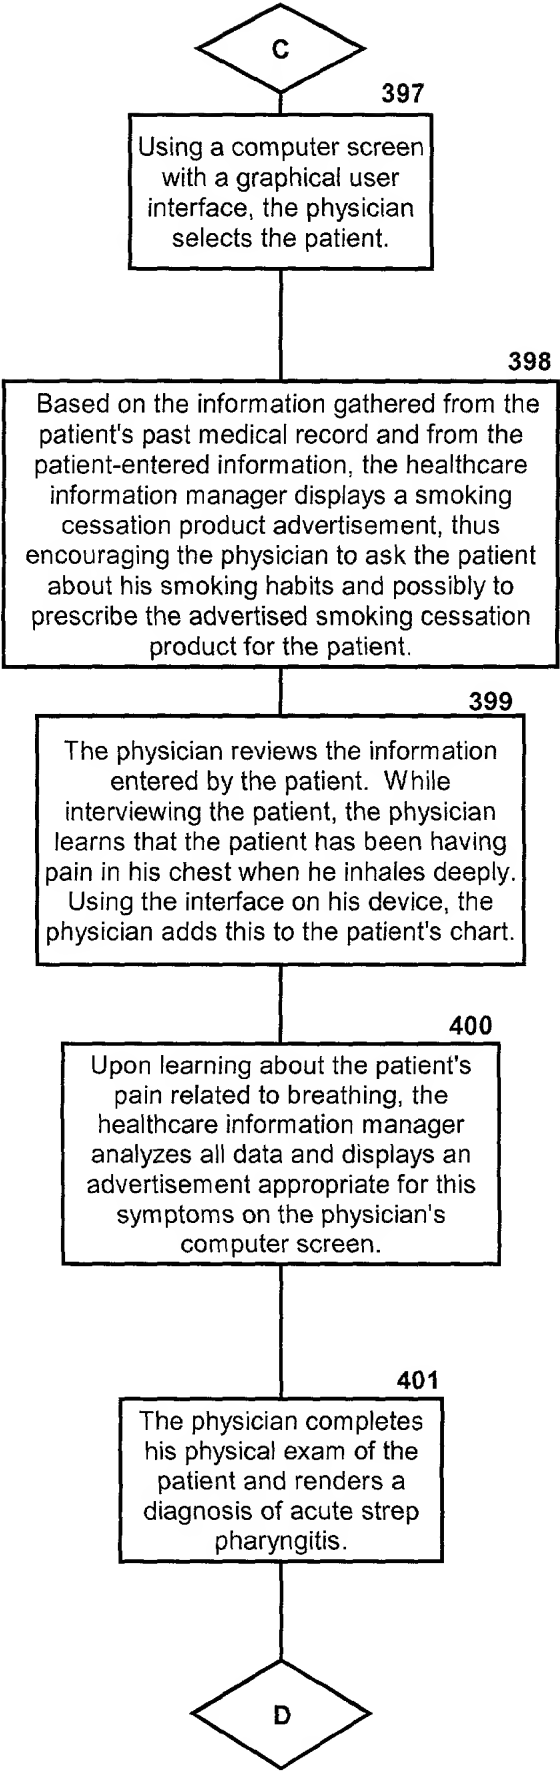 C
397
Using a computer screen
with a graphical user
interface, the physician
selects the patient.
398
Based on the information gathered from the
patient's past medical record and from the
patient-entered information, the healthcare
information manager displays a smoking
cessation product advertisement, thus
encouraging the physician to ask the patient
about his smoking habits and possibly to
prescribe the advertised smoking cessation
product for the patient.
399
The physician reviews the information
entered by the patient. While
interviewing the patient, the physician
learns that the patient has been having
pain in his chest when he inhales deeply.
Using the interface on his device, the
physician adds this to the patient's chart.
400
Upon learning about the patient's
pain related to breathing, the
healthcare information manager
analyzes all data and displays an
advertisement appropriate for this
symptoms on the physician's
computer screen.
401
The physician completes
his physical exam of the
patient and renders a
diagnosis of acute strep
pharyngitis.
D